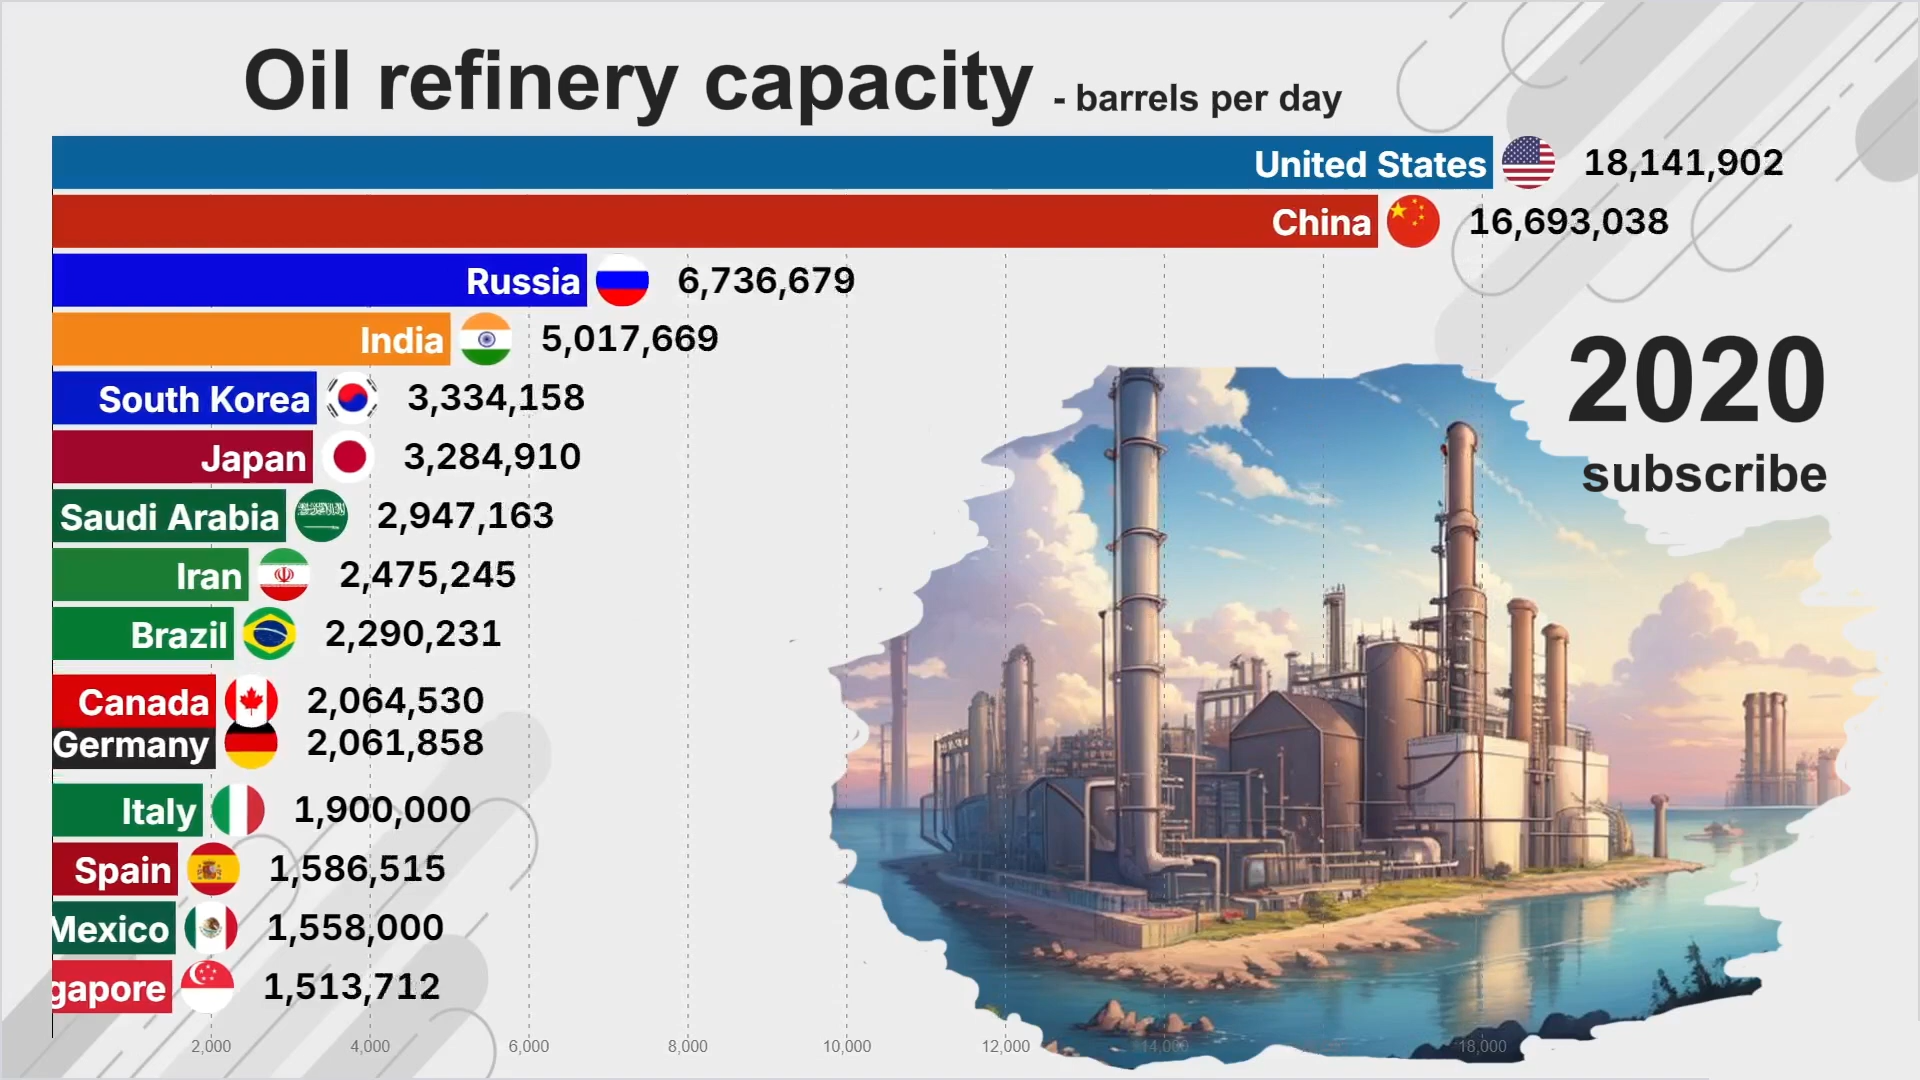 Oil refinery capacity - barrels per day
United States 18,141,902
China 16,693,038
Russia 6,736,679
India 5,017,669
2020
South Korea 3,334,158
Japan 3,284,910
subscribe
Saudi Arabia 2,947,163
Iran 2,475,245
Brazil 2,290,231
Canada 2,064,530
Germany 2,061,858
Italy 1,900,000
Spain 1,586,515
Mexico 1,558,000
gapore 1,513,712
2,000 4,000 6,000 8,000 10,000 12,000 14,000 18,000